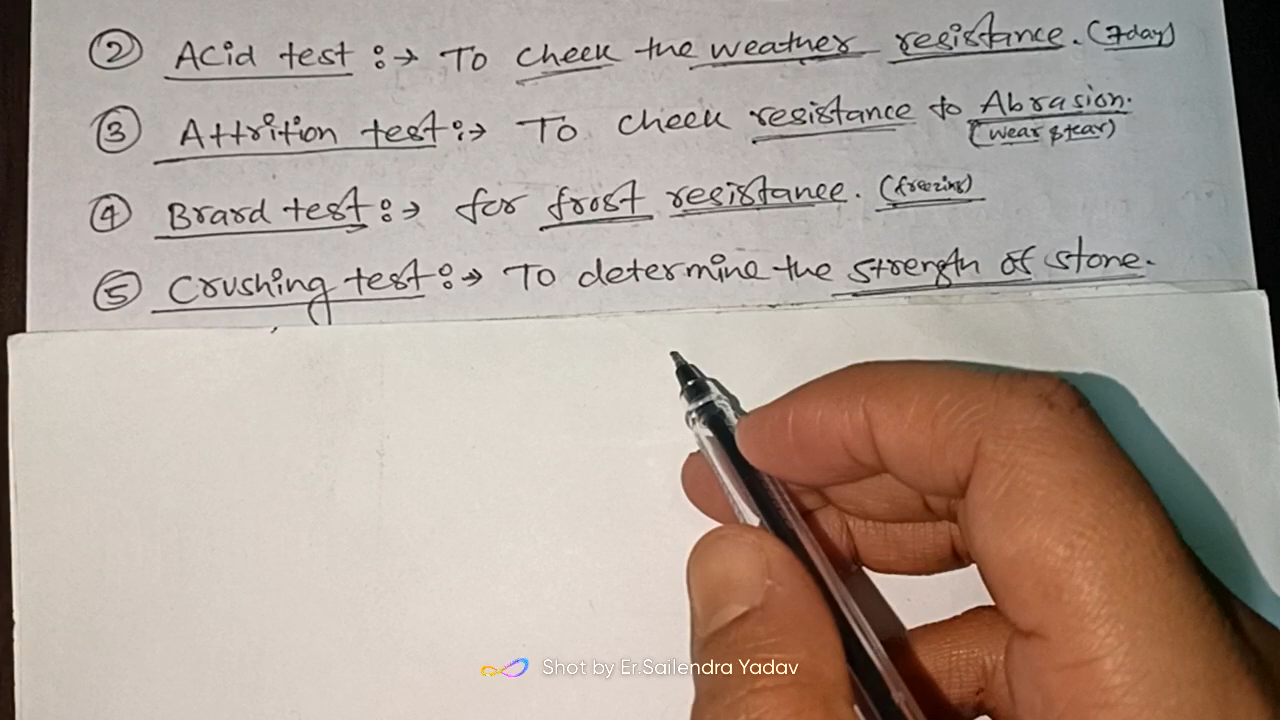 ② Acid test :→ To check the weather resistance. (7day)
③ Attrition test :→ To check resistance to Abrasion.
(wear & tear)
④ Brard test :→ for frost resistance. (freezing)
⑤ Crushing test :→ To determine the strength of stone.
Shot by Er.Sailendra Yadav